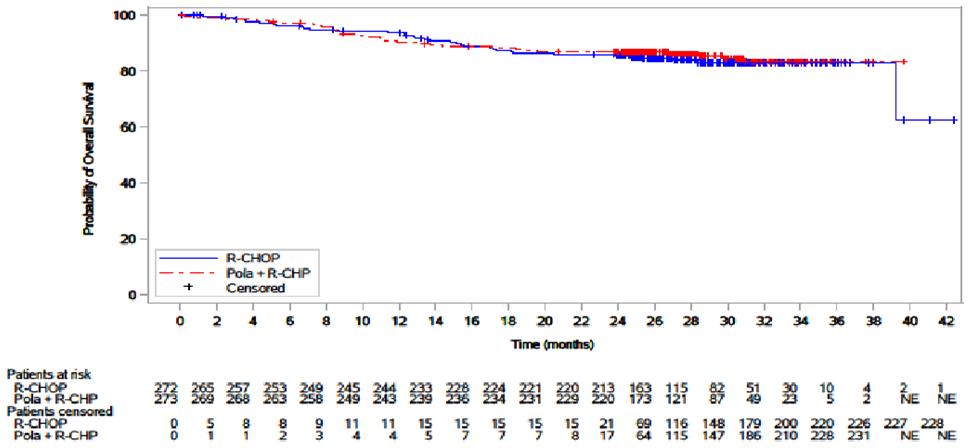 100
80
60
40
20
0
Probability of Overall Survival
R-CHOP
Pola + R-CHP
Censored
0 2 4 6 8 10 12 14 16 18 20 22 24 26 28 30 32 34 36 38 40 42
Time (months)
Patients at risk
R-CHOP 272 265 257 253 249 245 244 233 228 224 221 220 213 163 115 82 51 30 10 4 2 1
Pola + R-CHP 273 269 268 263 258 249 243 239 236 234 231 229 220 173 121 87 49 23 5 2 NE NE
Patients censored
R-CHOP 0 5 8 8 9 11 11 15 15 15 15 15 21 69 116 148 179 200 220 226 227 228
Pola + R-CHP 0 1 1 2 3 4 4 5 7 7 7 8 17 64 115 147 186 210 228 231 NE NE